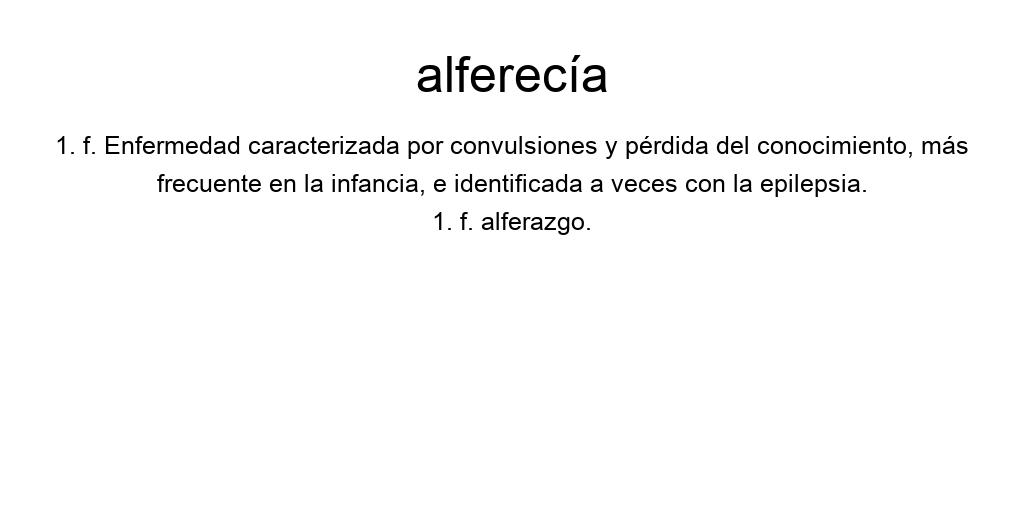 alferecía
1. f. Enfermedad caracterizada por convulsiones y pérdida del conocimiento, más
frecuente en la infancia, e identificada a veces con la epilepsia.
1. f. alferazgo.